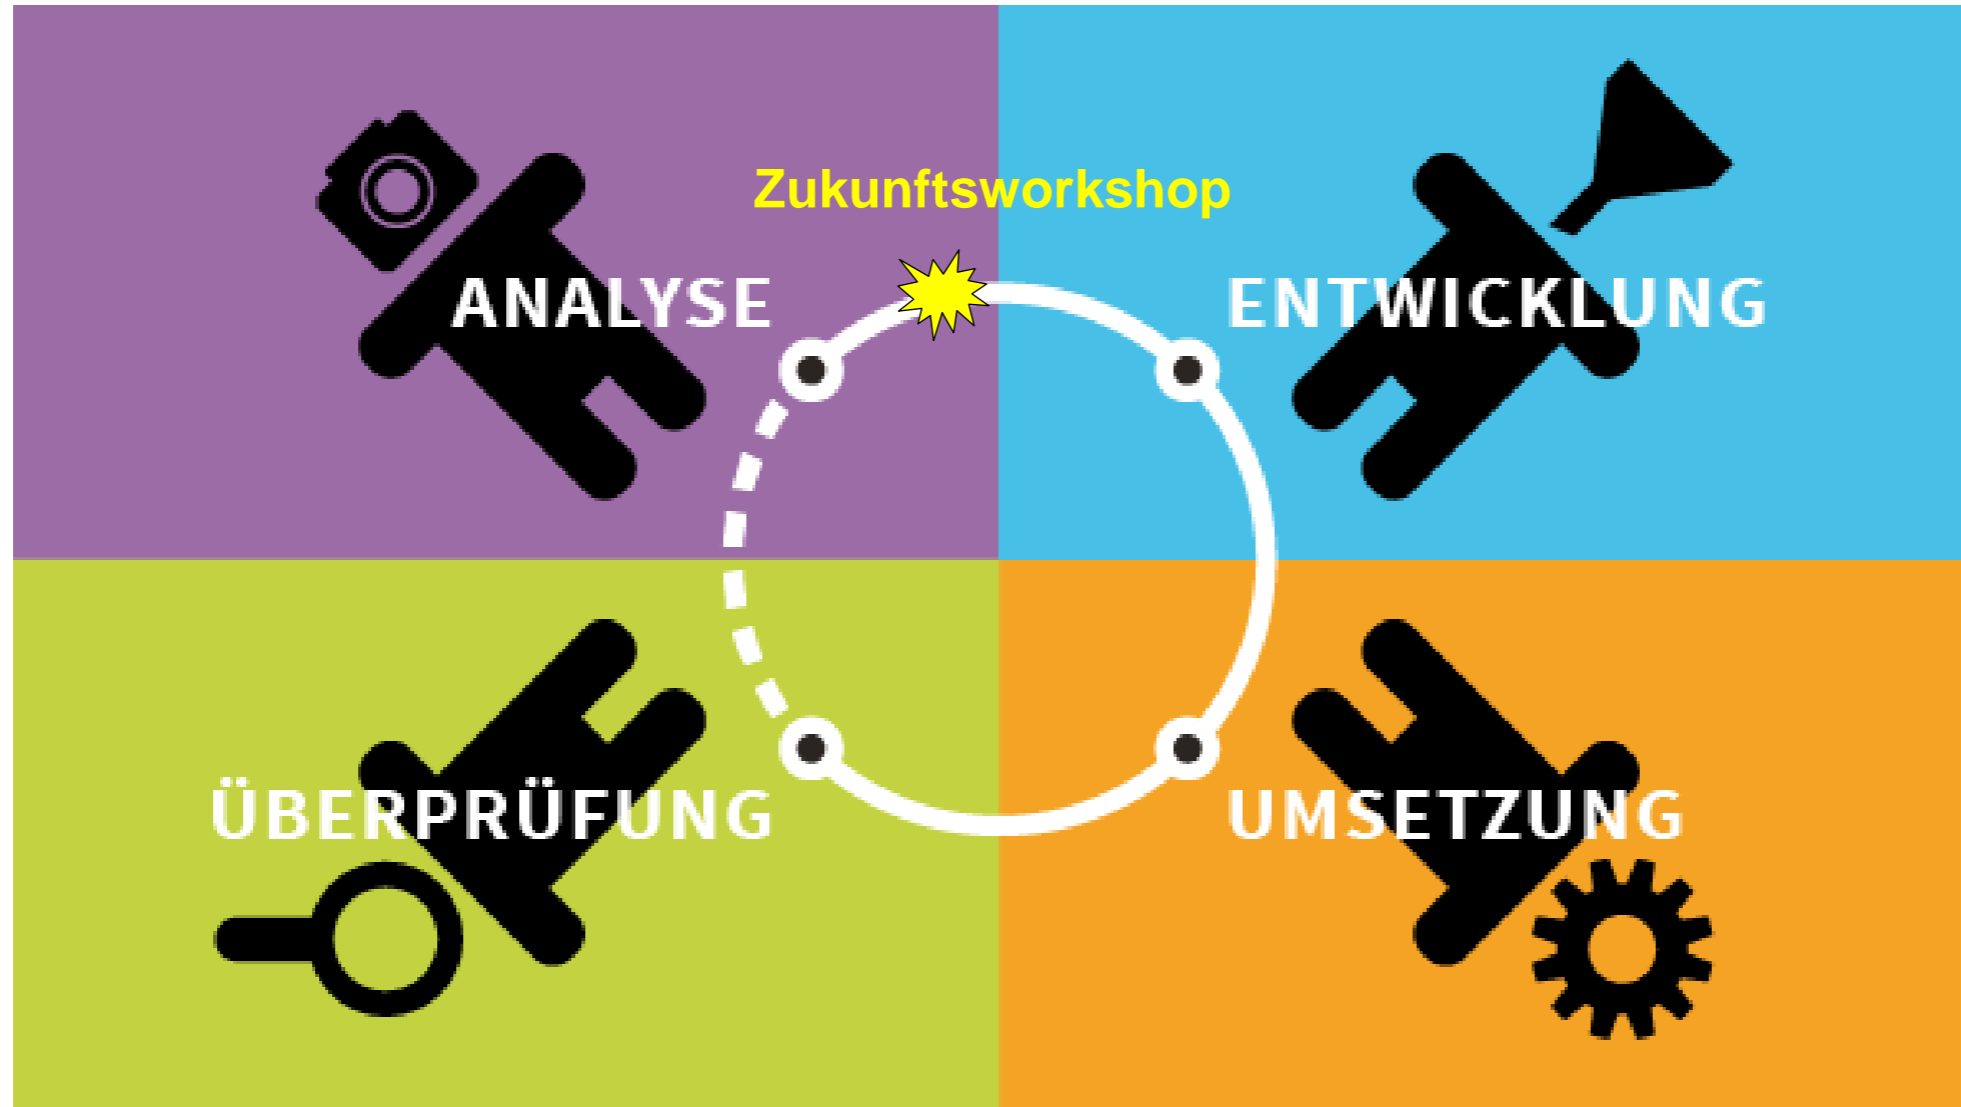 Zukunftsworkshop
ANALYSE
ENTWICKLUNG
ÜBERPRÜFUNG
UMSETZUNG